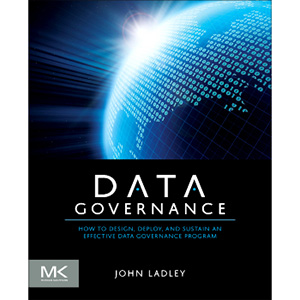 DATA
GOVERNANCE
HOW TO DESIGN, DEPLOY, AND SUSTAIN AN
EFFECTIVE DATA GOVERNANCE PROGRAM
MK
JOHN LADLEY